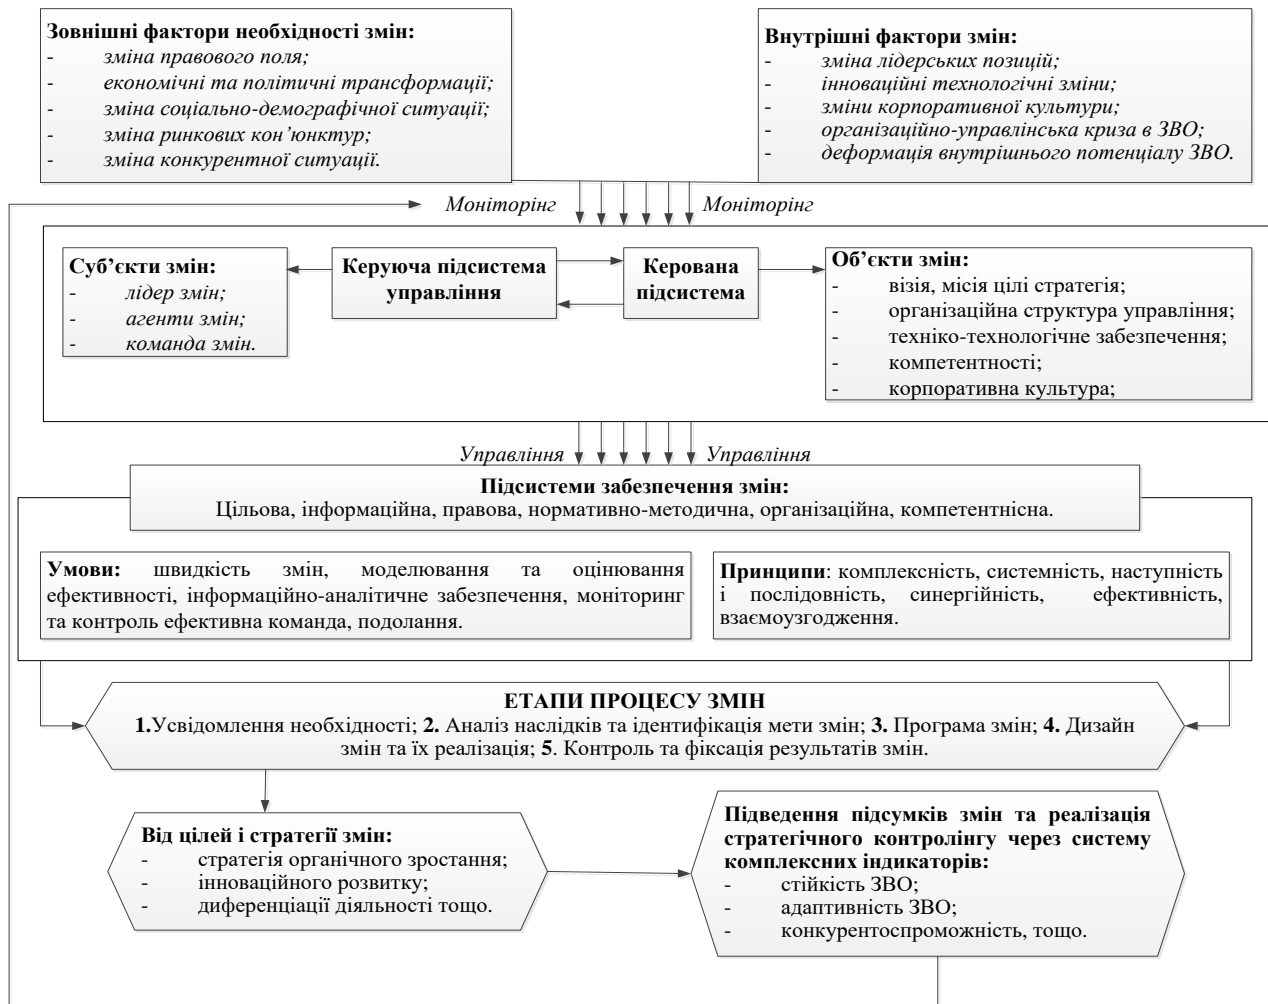 Зовнішні фактори необхідності змін:
- зміна правового поля;
- економічні та політичні трансформації;
- зміна соціально-демографічної ситуації;
- зміна ринкових кон’юнктур;
- зміна конкурентної ситуації.
Внутрішні фактори змін:
- зміна лідерських позицій;
- інноваційні технологічні зміни;
- зміни корпоративної культури;
- організаційно-управлінська криза в ЗВО;
- деформація внутрішнього потенціалу ЗВО.
Моніторінг Моніторінг
Суб’єкти змін:
- лідер змін;
- агенти змін;
- команда змін.
Керуюча підсистема
управління
Керована
підсистема
Об’єкти змін:
- візія, місія цілі стратегія;
- організаційна структура управління;
- техніко-технологічне забезпечення;
- компетентності;
- корпоративна культура;
Управління Управління
Підсистеми забезпечення змін:
Цільова, інформаційна, правова, нормативно-методична, організаційна, компетентнісна.
Умови: швидкість змін, моделювання та оцінювання
ефективності, інформаційно-аналітичне забезпечення, моніторинг
та контроль ефективна команда, подолання.
Принципи: комплексність, системність, наступність
і послідовність, синергійність, ефективність,
взаємоузгодження.
ЕТАПИ ПРОЦЕСУ ЗМІН
1.Усвідомлення необхідності; 2. Аналіз наслідків та ідентифікація мети змін; 3. Програма змін; 4. Дизайн
змін та їх реалізація; 5. Контроль та фіксація результатів змін.
Від цілей і стратегії змін:
- стратегія органічного зростання;
- інноваційного розвитку;
- диференціації діяльності тощо.
Підведення підсумків змін та реалізація
стратегічного контролінгу через систему
комплексних індикаторів:
- стійкість ЗВО;
- адаптивність ЗВО;
- конкурентоспроможність, тощо.